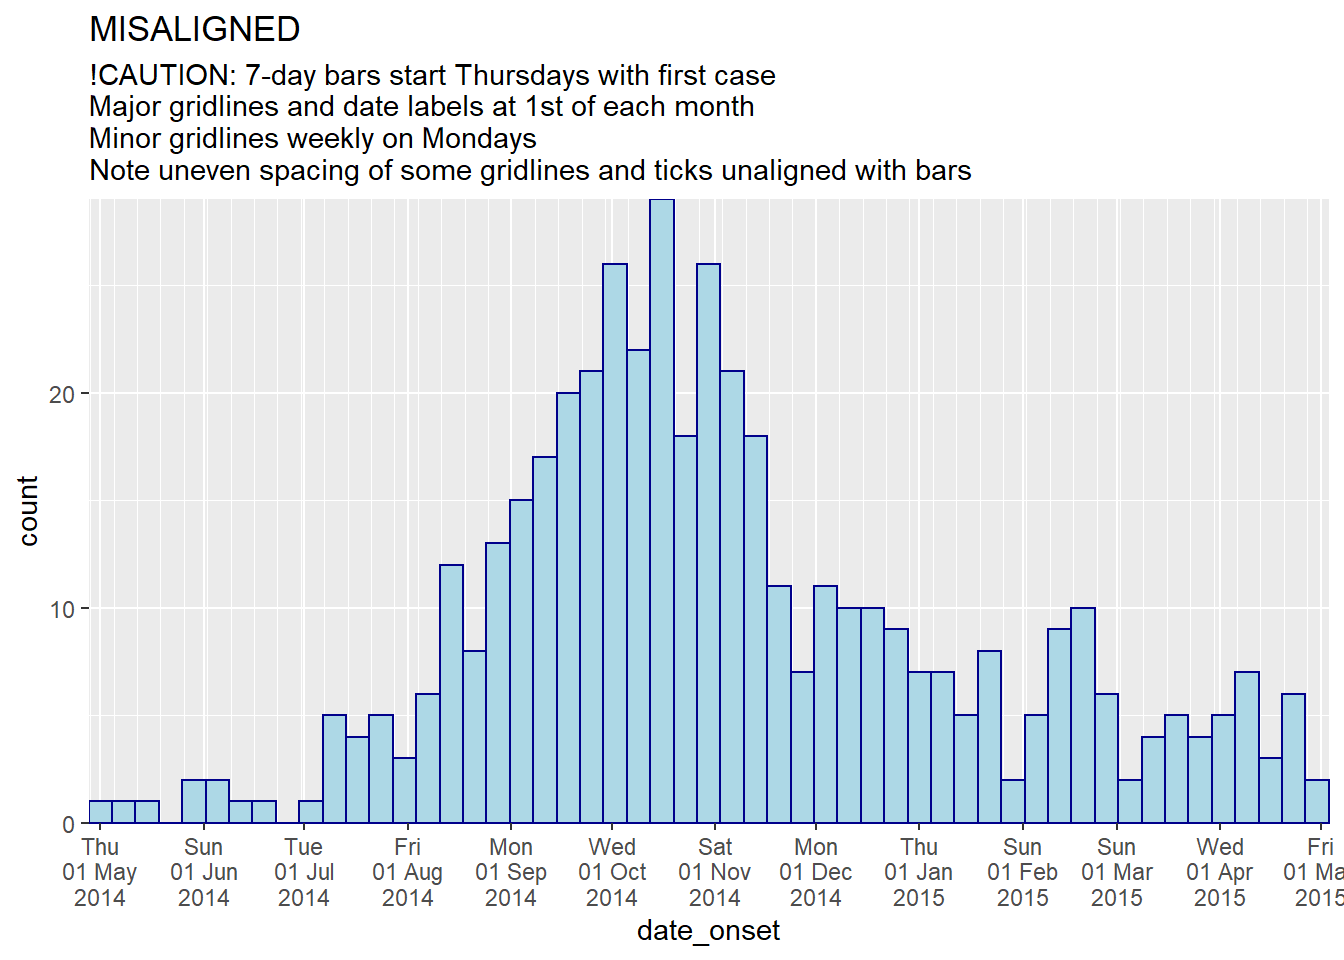 MISALIGNED
!CAUTION: 7-day bars start Thursdays with first case
Major gridlines and date labels at 1st of each month
Minor gridlines weekly on Mondays
Note uneven spacing of some gridlines and ticks unaligned with bars
count
20
10
0
Thu Sun Tue Fri Mon Wed Sat Mon Thu Sun Sun Wed Fri
01 May 01 Jun 01 Jul 01 Aug 01 Sep 01 Oct 01 Nov 01 Dec 01 Jan 01 Feb 01 Mar 01 Apr 01 Ma
2014 2014 2014 2014 2014 2014 2014 2014 2015 2015 2015 2015 2015
date_onset